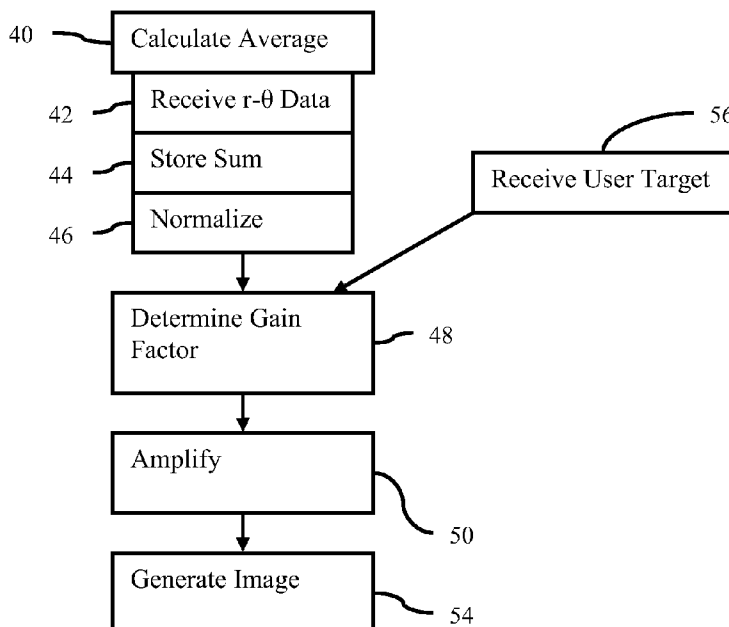 40
Calculate Average
42
Receive r-θ Data
44
Store Sum
46
Normalize
56
Receive User Target
Determine Gain
Factor
48
Amplify
50
Generate Image
54